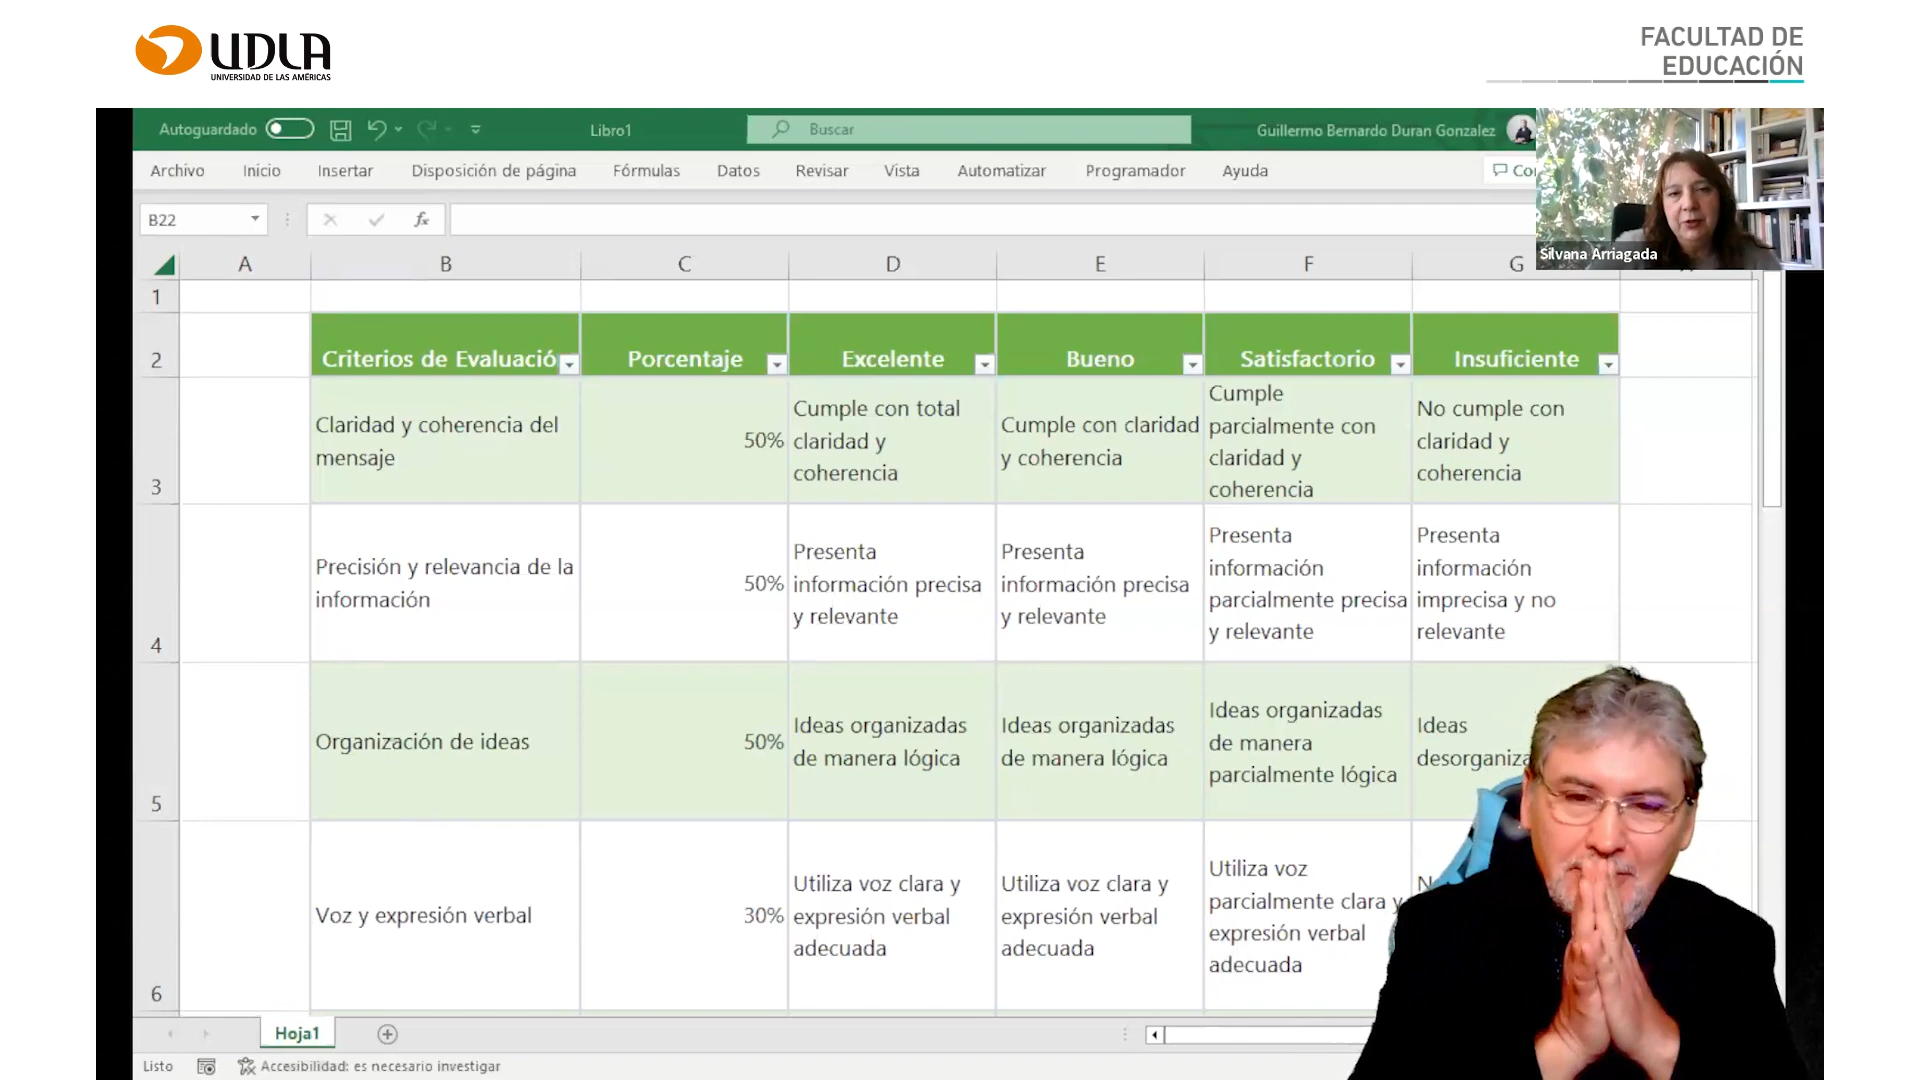 UDLA
UNIVERSIDAD DE LAS AMÉRICAS
FACULTAD DE
EDUCACIÓN
Autoguardado
Libro1
Buscar
Guillermo Bernardo Duran Gonzalez
Archivo Inicio Insertar Disposición de página Fórmulas Datos Revisar Vista Automatizar Programador Ayuda
Silvana Arriagada
B22
fx
A B C D E F G
1
2
Criterios de Evaluació
Porcentaje
Excelente
Bueno
Satisfactorio
Insuficiente
3
Claridad y coherencia del
mensaje
50%
Cumple con total
claridad y
coherencia
Cumple con claridad
y coherencia
Cumple
parcialmente con
claridad y
coherencia
No cumple con
claridad y
coherencia
4
Precisión y relevancia de la
información
50%
Presenta
información precisa
y relevante
Presenta
información precisa
y relevante
Presenta
información
parcialmente precisa
y relevante
Presenta
información
imprecisa y no
relevante
5
Organización de ideas
50%
Ideas organizadas
de manera lógica
Ideas organizadas
de manera lógica
Ideas organizadas
de manera
parcialmente lógica
Ideas
desorganiza
6
Voz y expresión verbal
30%
Utiliza voz clara y
expresión verbal
adecuada
Utiliza voz clara y
expresión verbal
adecuada
Utiliza voz
parcialmente clara y
expresión verbal
adecuada
Hoja1
Listo
Accesibilidad: es necesario investigar